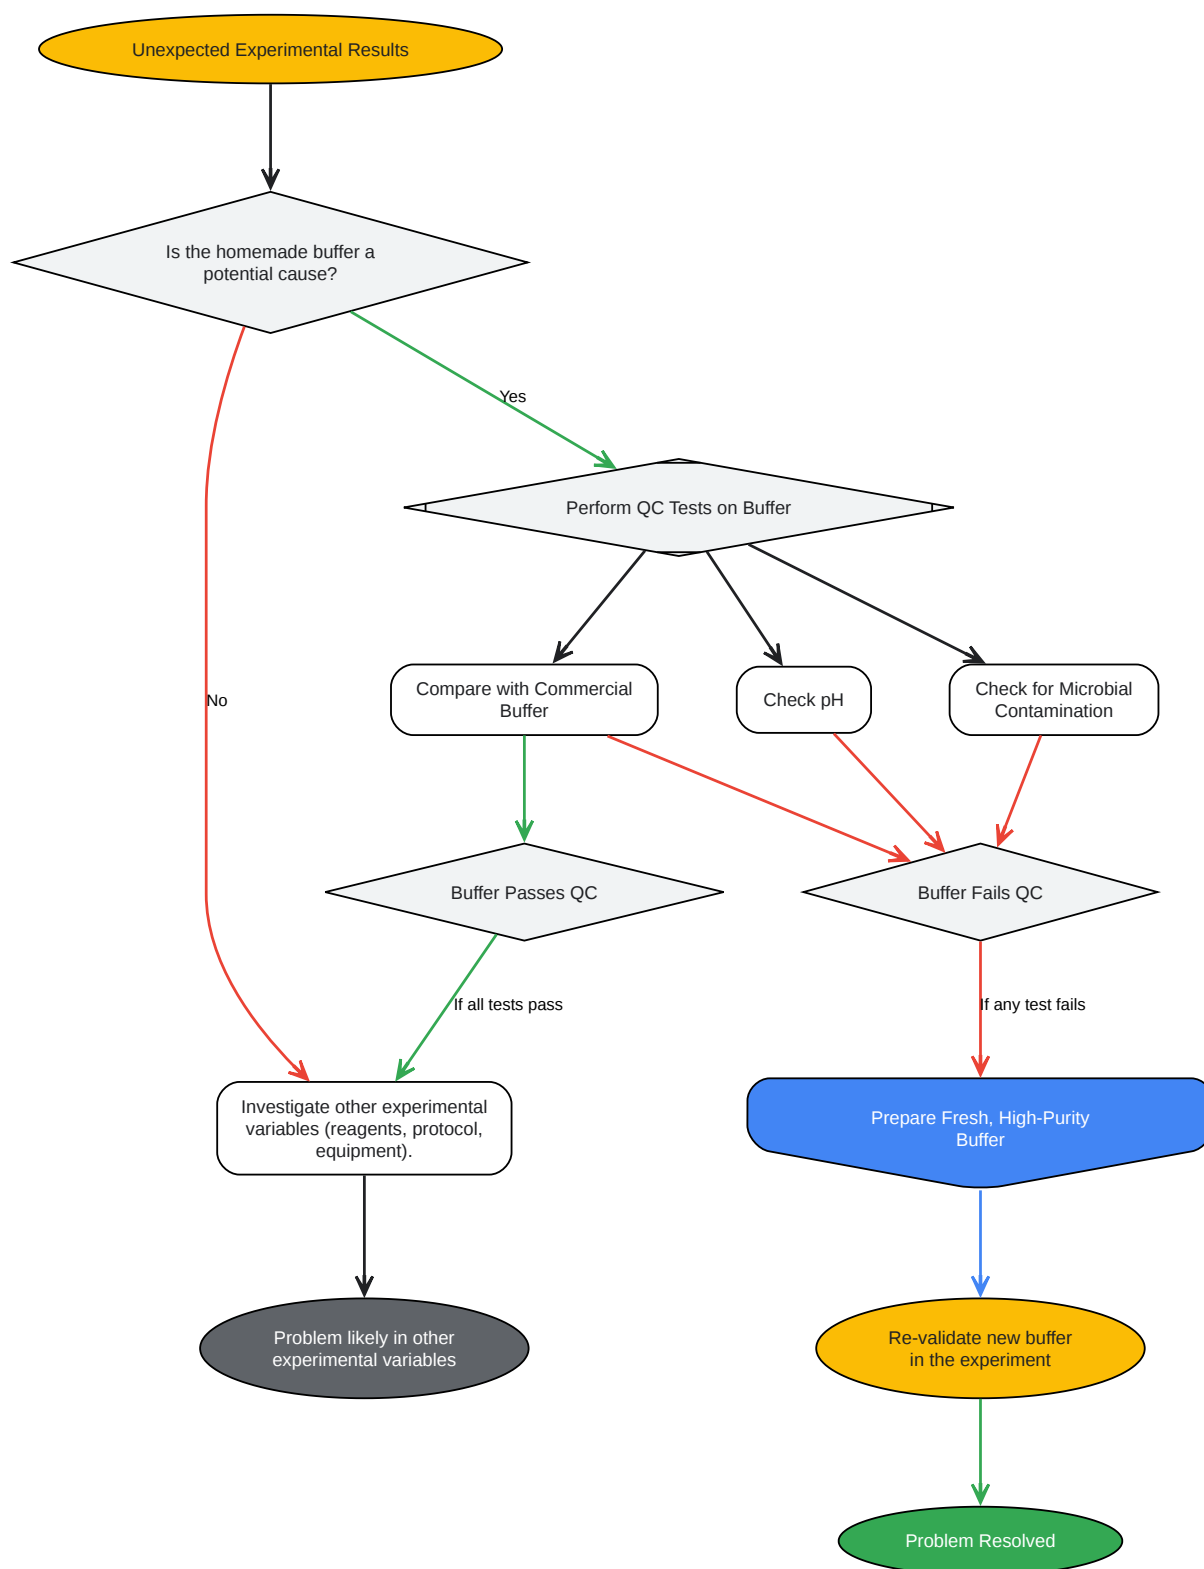 Unexpected Experimental Results
Is the homemade buffer a
potential cause?
Yes
Perform QC Tests on Buffer
No
Compare with Commercial
Buffer
Check pH
Check for Microbial
Contamination
Buffer Passes QC
Buffer Fails QC
If all tests pass
If any test fails
Investigate other experimental
variables (reagents, protocol,
equipment).
Prepare Fresh, High-Purity
Buffer
Problem likely in other
experimental variables
Re-validate new buffer
in the experiment
Problem Resolved